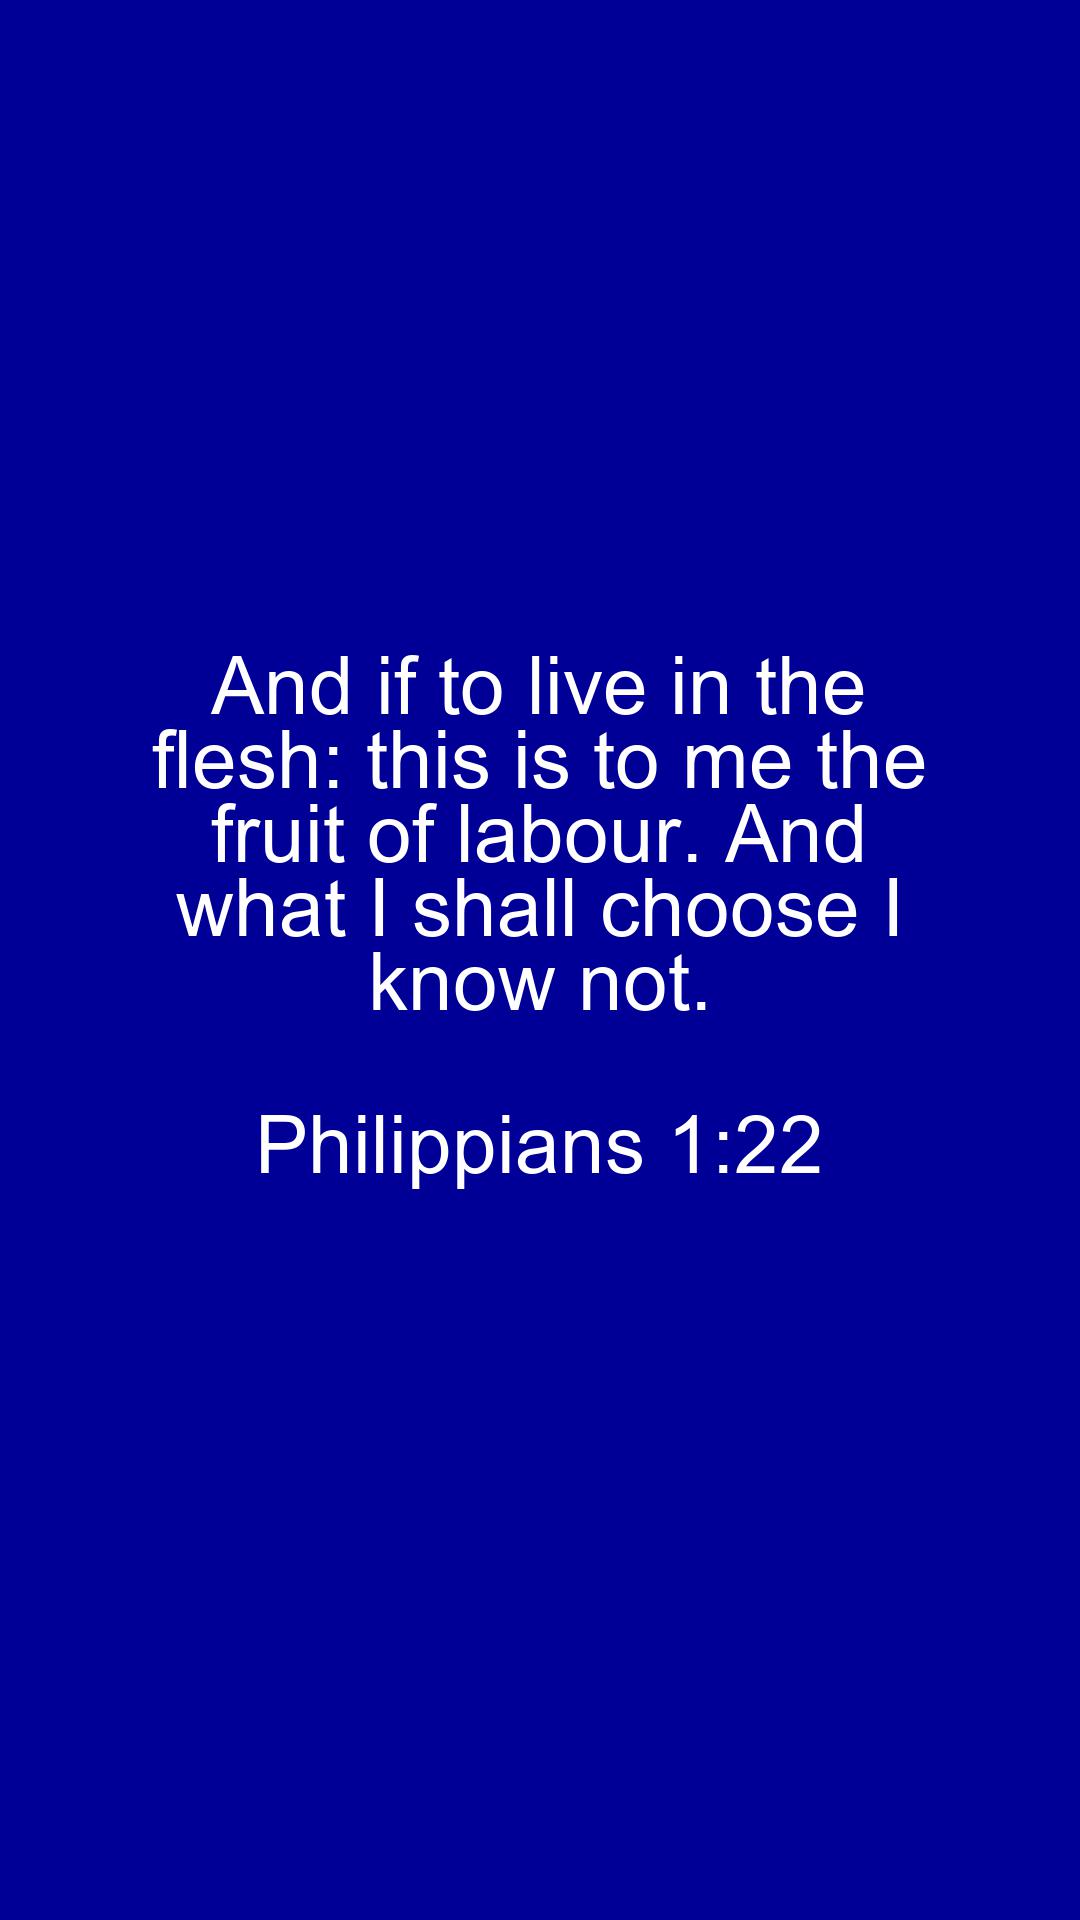 And if to live in the
flesh: this is to me the
fruit of labour. And
what I shall choose I
know not.
Philippians 1:22